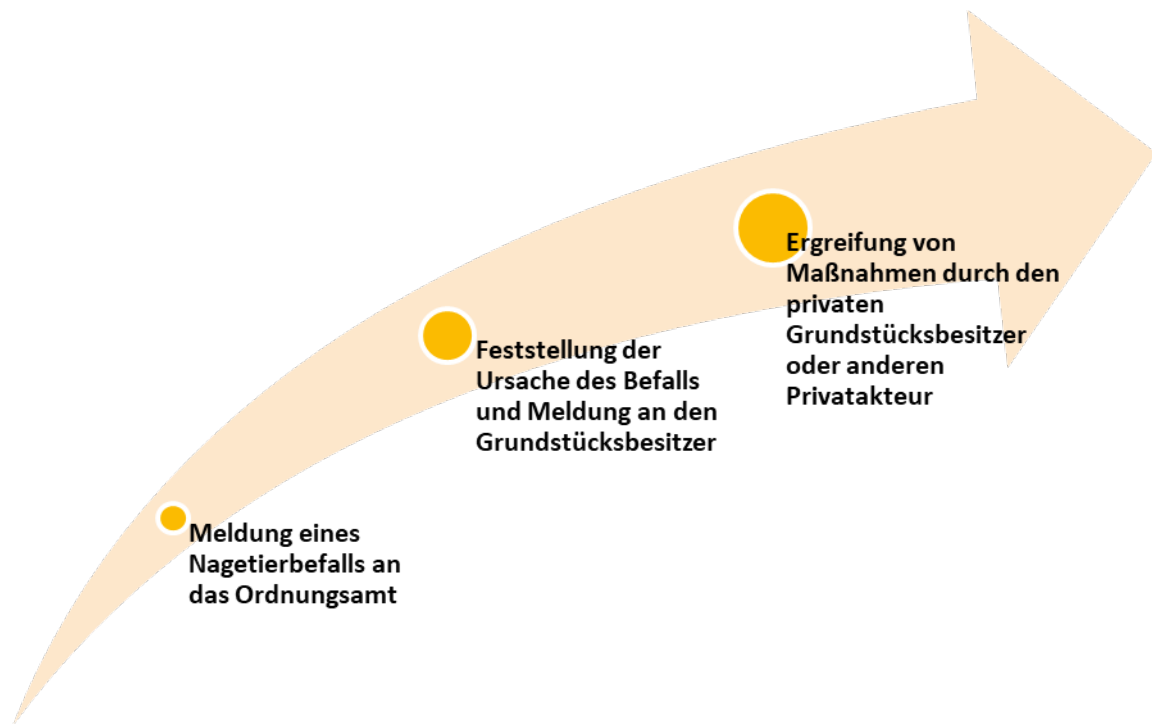 Meldung eines
Nagetierbefalls an
das Ordnungsamt
Feststellung der
Ursache des Befalls
und Meldung an den
Grundstücksbesitzer
Ergreifung von
Maßnahmen durch den
privaten
Grundstücksbesitzer
oder anderen
Privatakteur